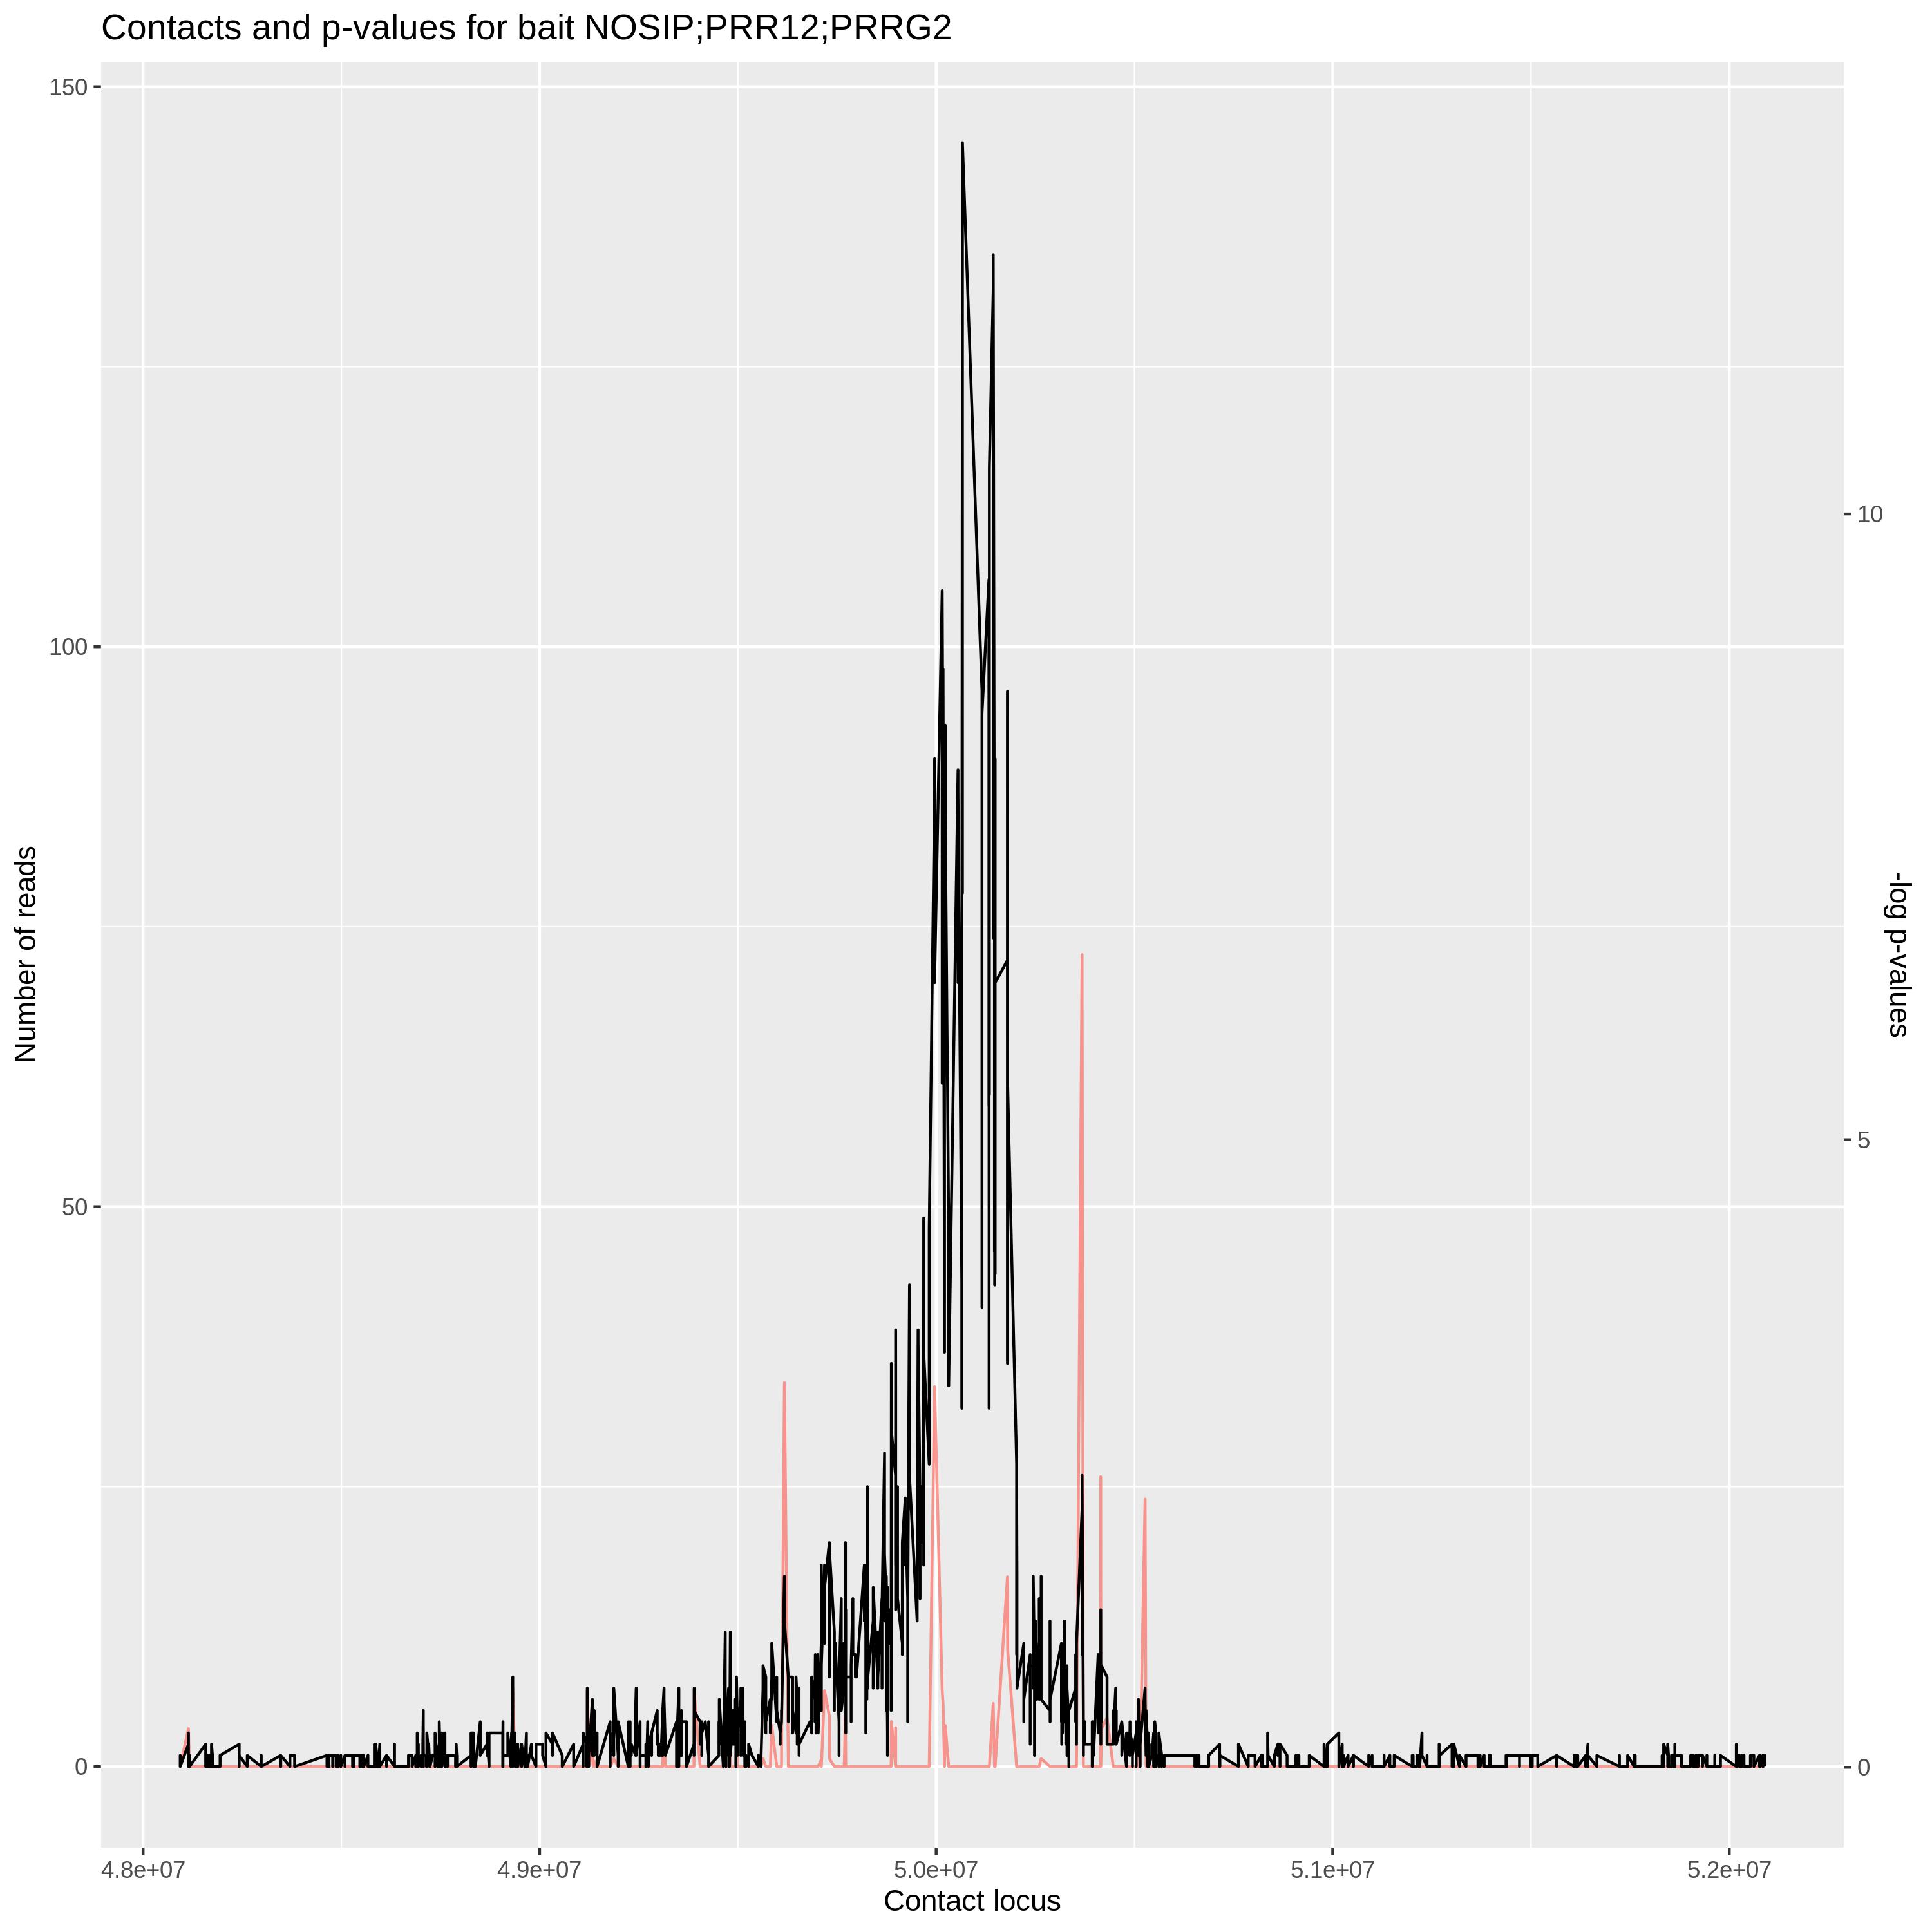 Contacts and p-values for bait NOSIP;PRR12;PRRG2
150
100
50
0
Number of reads
10
5
0
-log p-values
4.8e+07
4.9e+07
5.0e+07
5.1e+07
5.2e+07
Contact locus